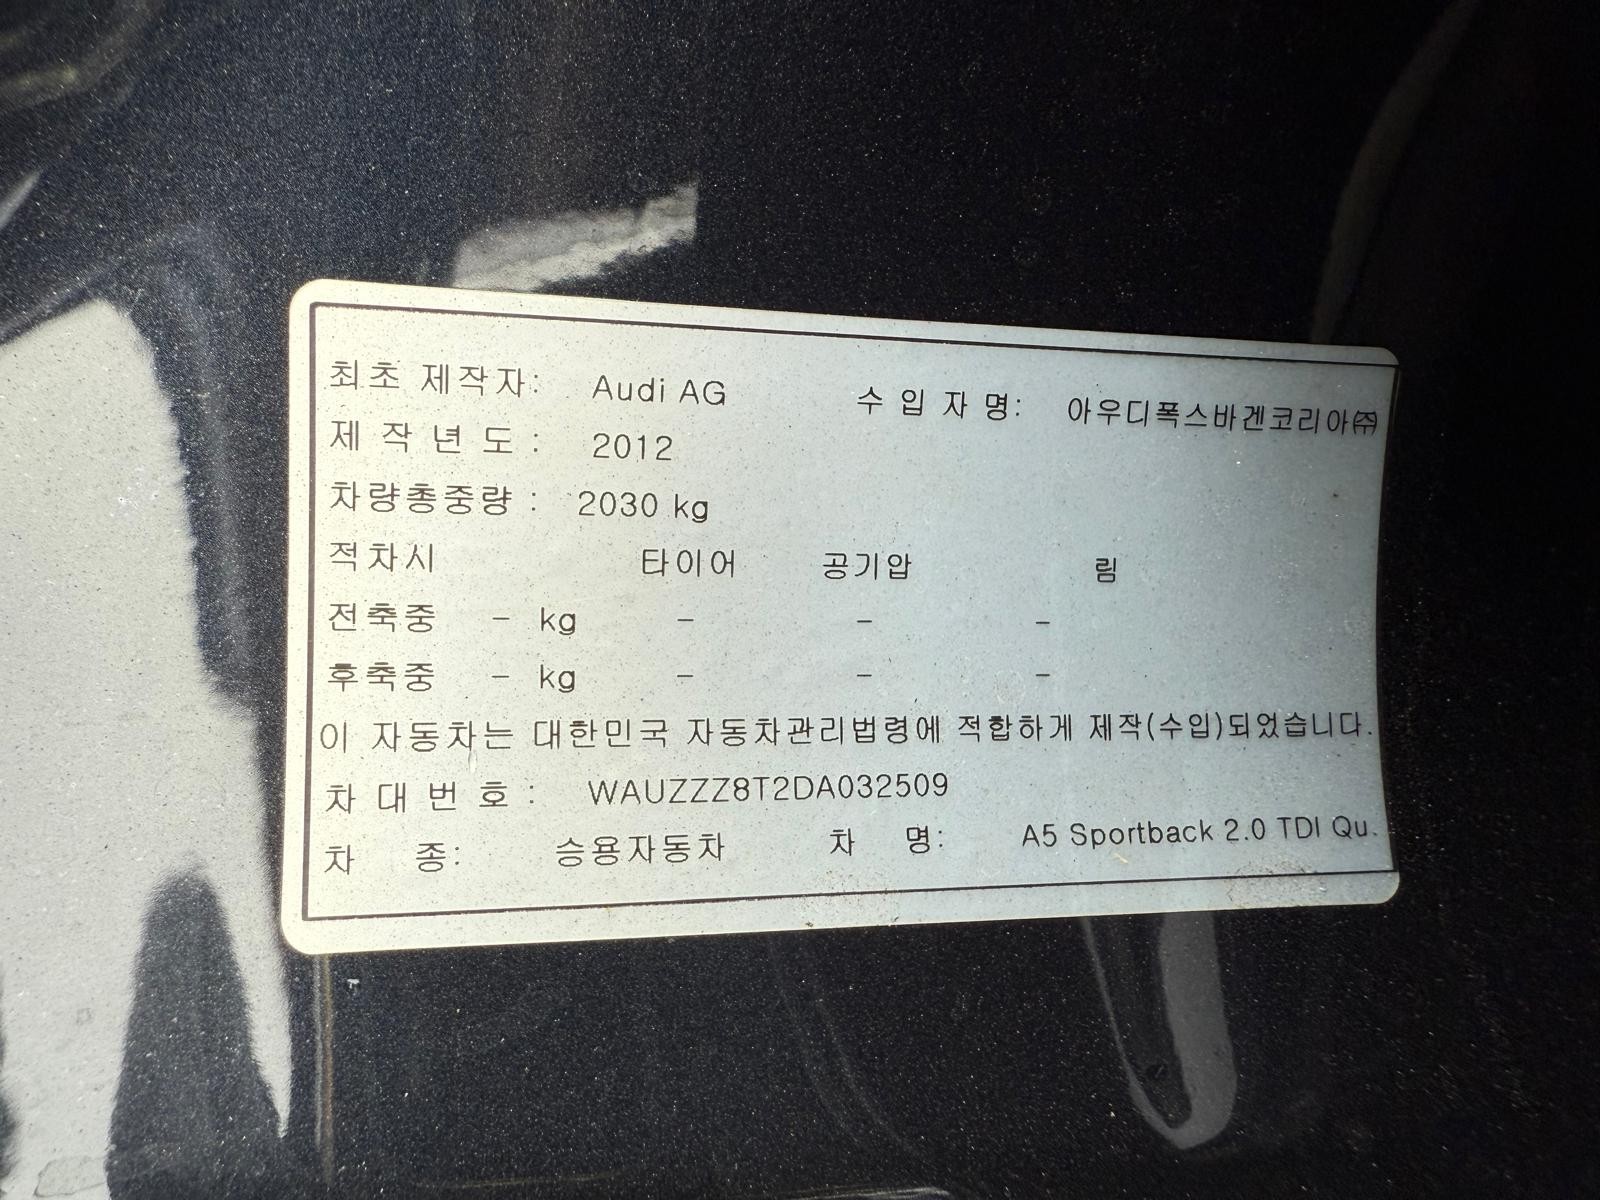 최초 제작자: Audi AG 수 입 자 명: 아우디폭스바겐코리아㈜
제 작 년 도 : 2012
차량총중량 : 2030 kg
적차시 타이어 공기압 림
전축중 - kg - - -
후축중 - kg - - -
이 자동차는 대한민국 자동차관리법령에 적합하게 제작(수입)되었습니다.
차 대 번 호 : WAUZZZ8T2DA032509
차 종: 승용자동차 차 명: A5 Sportback 2.0 TDI Qu.